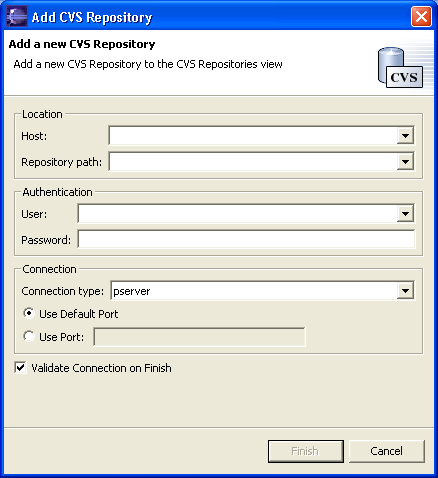 Add CVS Repository
Add a new CVS Repository
Add a new CVS Repository to the CVS Repositories view
CVS
Location
Host:
Repository path:
Authentication
User:
Password:
Connection
Connection type: pserver
Use Default Port
Use Port:
Validate Connection on Finish
Finish Cancel